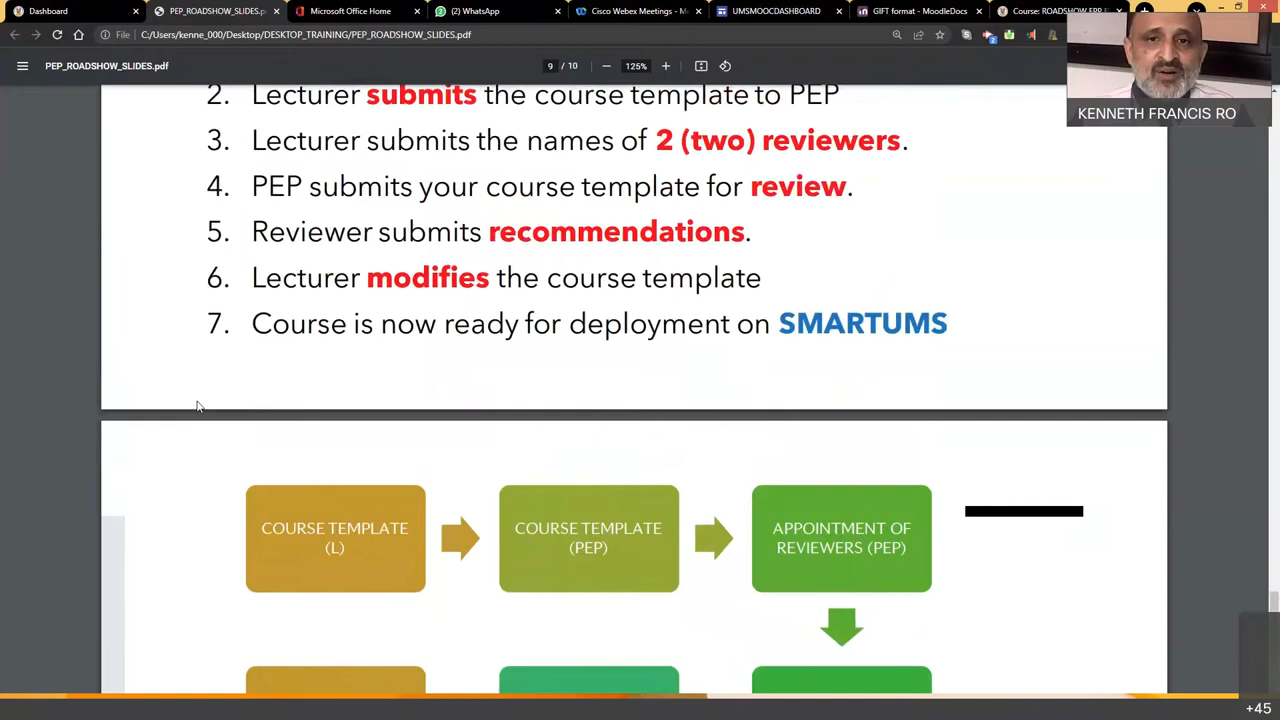 Dashboard
PEP_ROADSHOW_SLIDES.pdf
Microsoft Office Home
(2) WhatsApp
Cisco Webex Meetings - M
UMSMOOCDASHBOARD
GIFT format - MoodleDocs
Course: ROADSHOW
File
C:/Users/kenne_000/Desktop/DESKTOP_TRAINING/PEP_ROADSHOW_SLIDES.pdf
PEP_ROADSHOW_SLIDES.pdf
9 / 10
125%
KENNETH FRANCIS RO
2. Lecturer submits the course template to PEP
3. Lecturer submits the names of 2 (two) reviewers.
4. PEP submits your course template for review.
5. Reviewer submits recommendations.
6. Lecturer modifies the course template
7. Course is now ready for deployment on SMARTUMS
COURSE TEMPLATE
(L)
COURSE TEMPLATE
(PEP)
APPOINTMENT OF
REVIEWERS (PEP)
+45